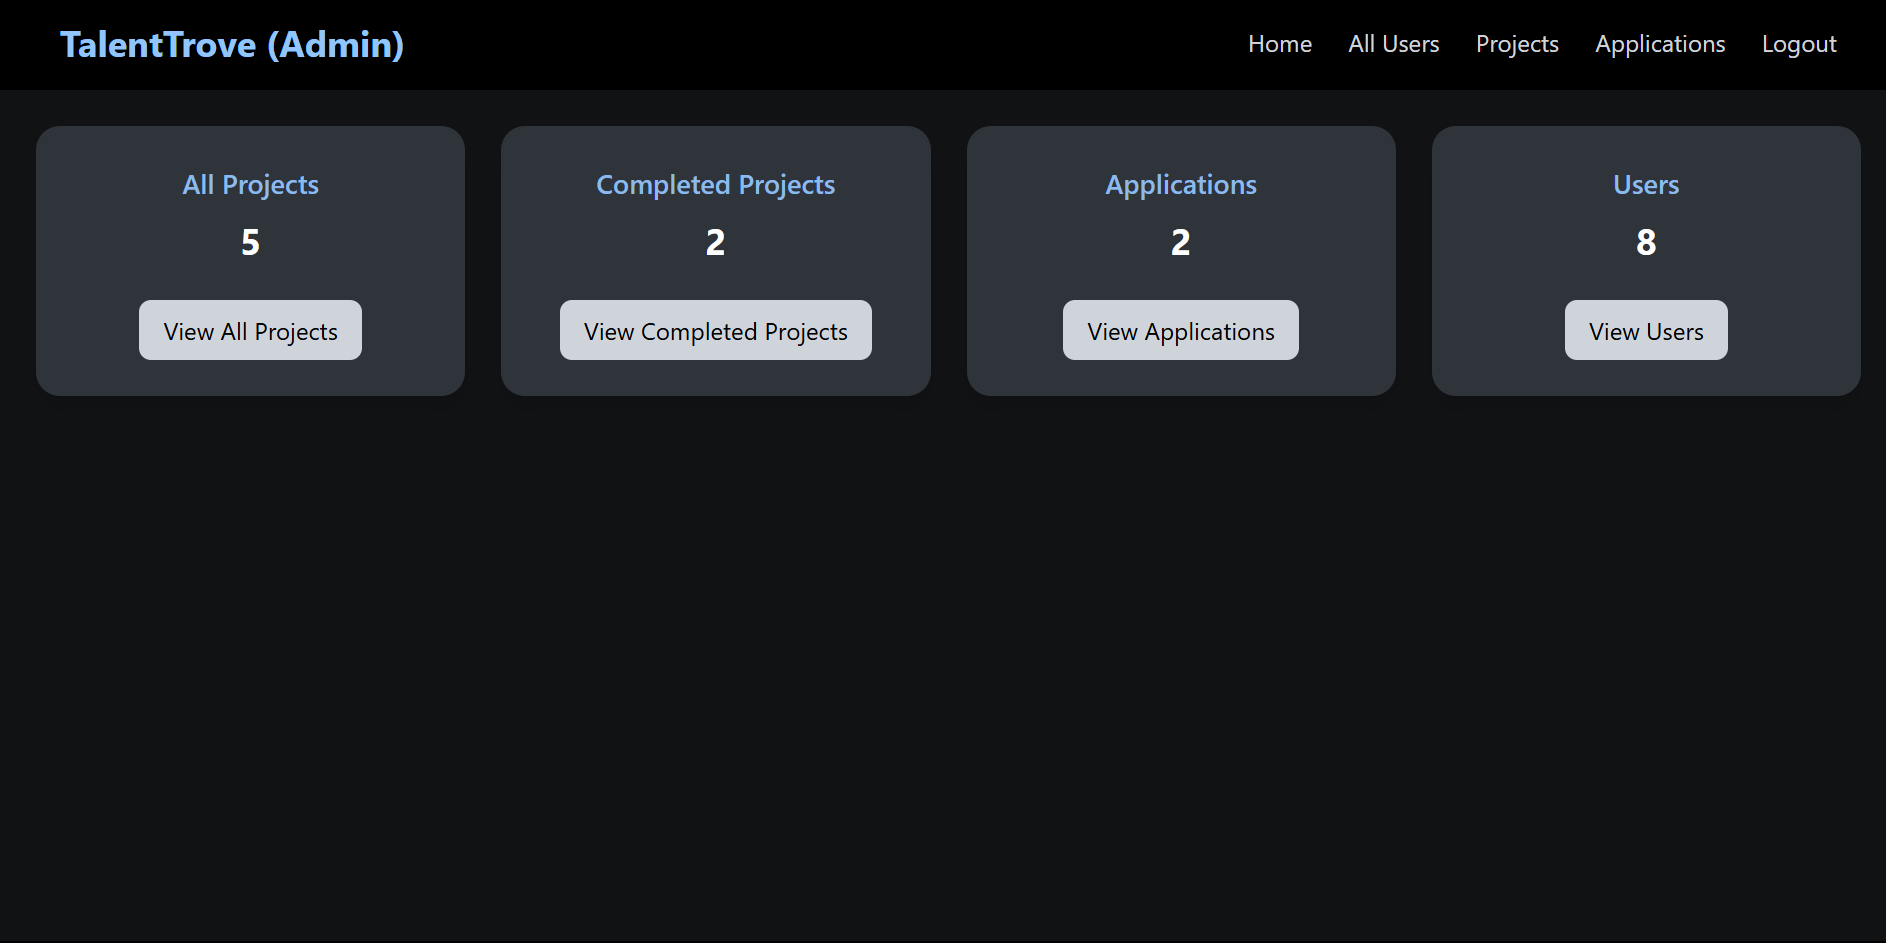 TalentTrove (Admin)
Home All Users Projects Applications Logout
All Projects
5
View All Projects
Completed Projects
2
View Completed Projects
Applications
2
View Applications
Users
8
View Users